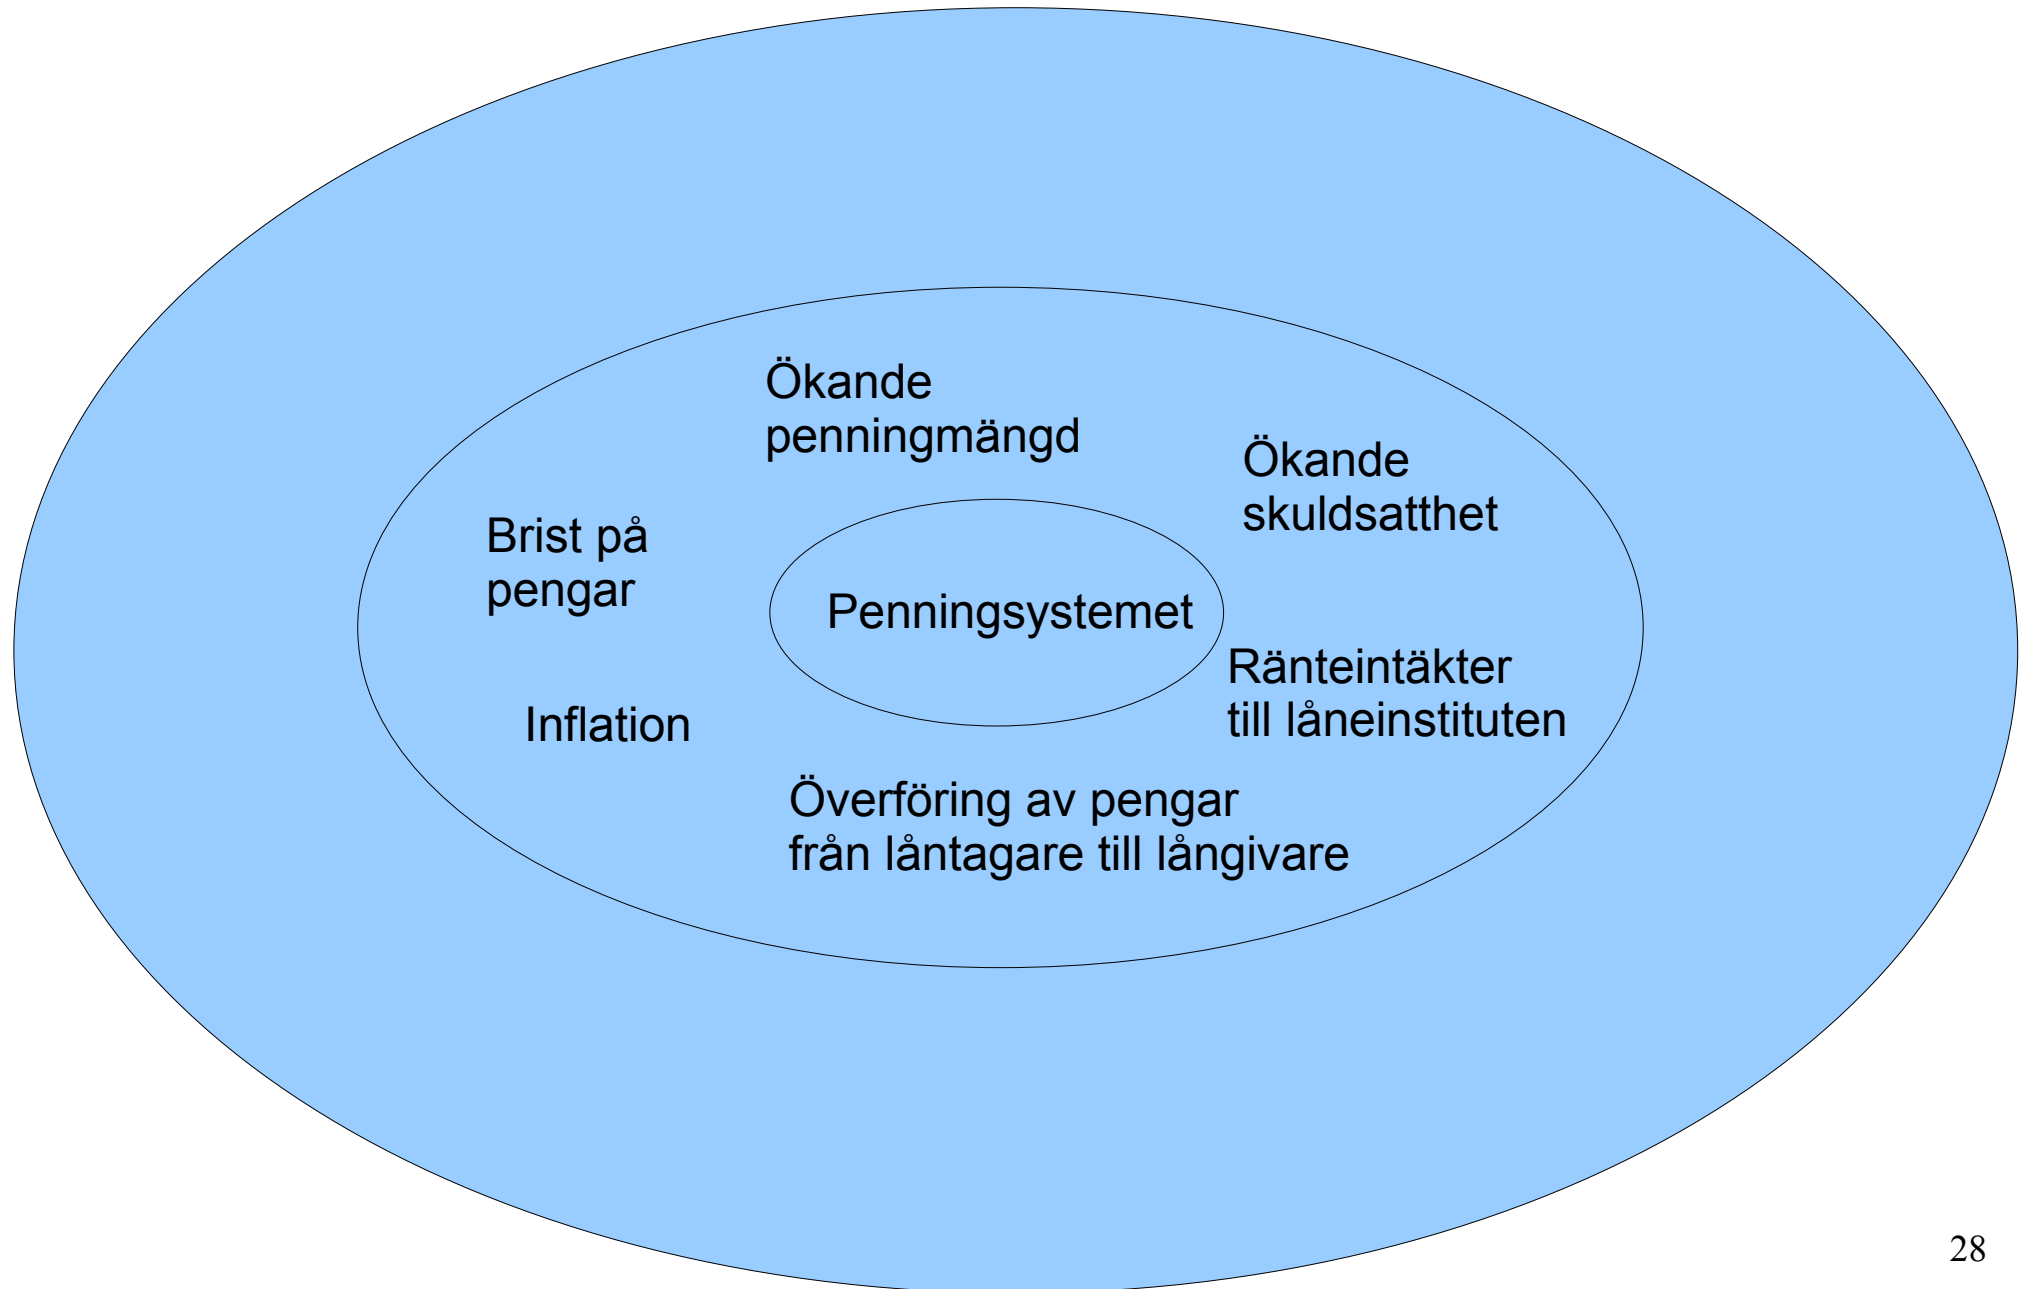 Ökande
penningmängd
Ökande
skuldsatthet
Brist på
pengar
Penningsystemet
Ränteintäkter
till låneinstituten
Inflation
Överföring av pengar
från låntagare till långivare
28